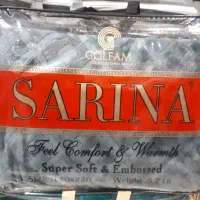 GOLFAM
SARINA
Feel Comfort & Warmth
Super Soft & Embossed